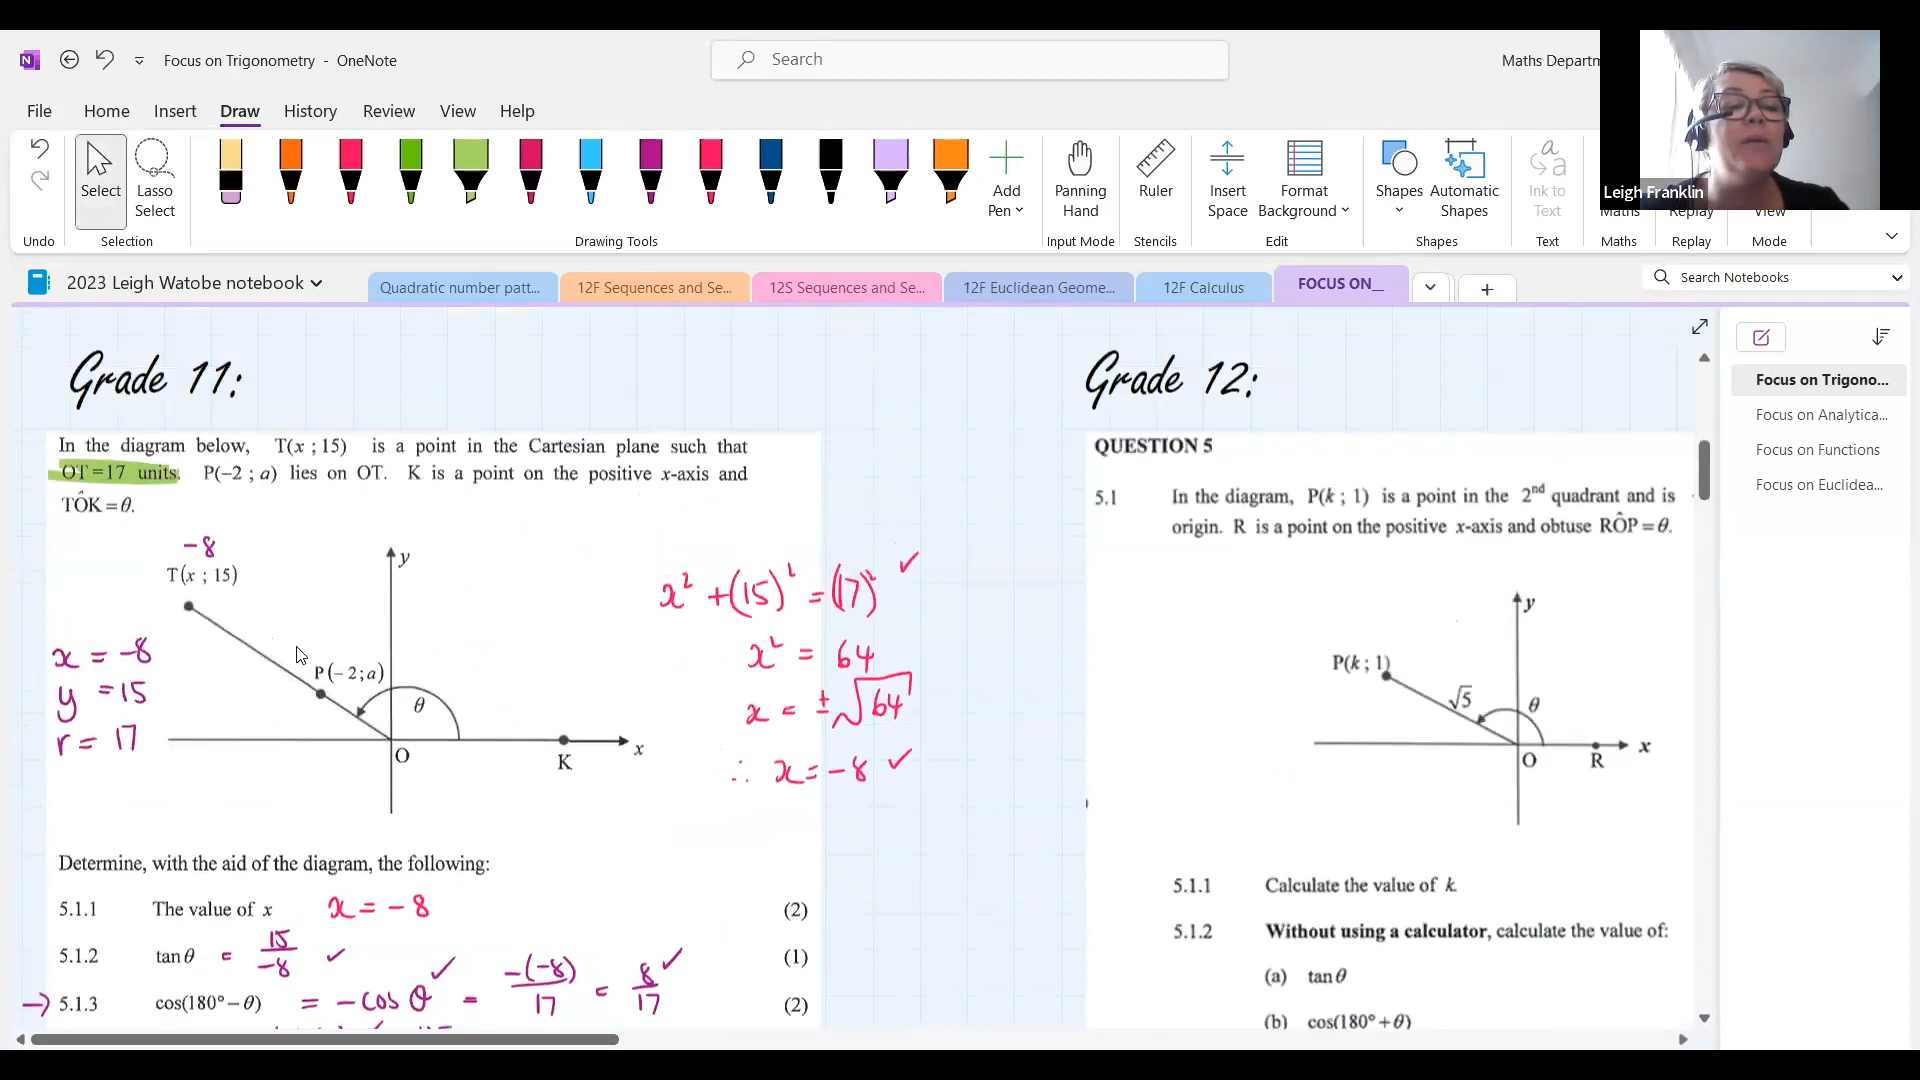 Focus on Trigonometry - OneNote
Search
Maths Departm
File Home Insert Draw History Review View Help
Select
Lasso Select
Add Pen
Panning Hand
Ruler
Insert Space
Format Background
Shapes
Automatic Shapes
Ink to Text
Maths
Replay
View
Leigh Franklin
Undo
Selection
Drawing Tools
Input Mode
Stencils
Edit
Shapes
Text
Maths
Replay
Mode
2023 Leigh Watobe notebook
Quadratic number patt...
12F Sequences and Se...
12S Sequences and Se...
12F Euclidean Geome...
12F Calculus
FOCUS ON__
Search Notebooks
Focus on Trigono...
Focus on Analytica...
Focus on Functions
Focus on Euclidea...
Grade 11:
In the diagram below, T(x ; 15) is a point in the Cartesian plane such that
OT = 17 units. P(−2 ; a) lies on OT. K is a point on the positive x-axis and
TÔK = θ.
-8
T(x ; 15)
y
P(−2 ; a)
θ
O
K
x
x = -8
y = 15
r = 17
x² + (15)² = (17)² ✓
x² = 64
x = ±√64
∴ x = -8 ✓
Determine, with the aid of the diagram, the following:
5.1.1 The value of x x = -8 (2)
5.1.2 tan θ = 15/-8 ✓ (1)
→ 5.1.3 cos(180° − θ) = -cos θ ✓ = -(-8)/17 = 8/17 ✓ (2)
Grade 12:
QUESTION 5
5.1 In the diagram, P(k ; 1) is a point in the 2nd quadrant and is
origin. R is a point on the positive x-axis and obtuse RÔP = θ.
y
P(k ; 1)
√5
θ
O
R
x
5.1.1 Calculate the value of k
5.1.2 Without using a calculator, calculate the value of:
(a) tan θ
(b) cos(180° + θ)